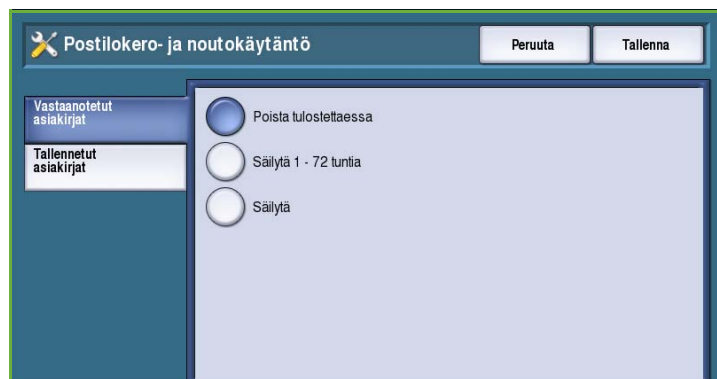 Postilokero- ja noutokäytäntö
Peruuta
Tallenna
Vastaanotetut
asiakirjat
Tallennetut
asiakirjat
Poista tulostettaessa
Säilytä 1 - 72 tuntia
Säilytä